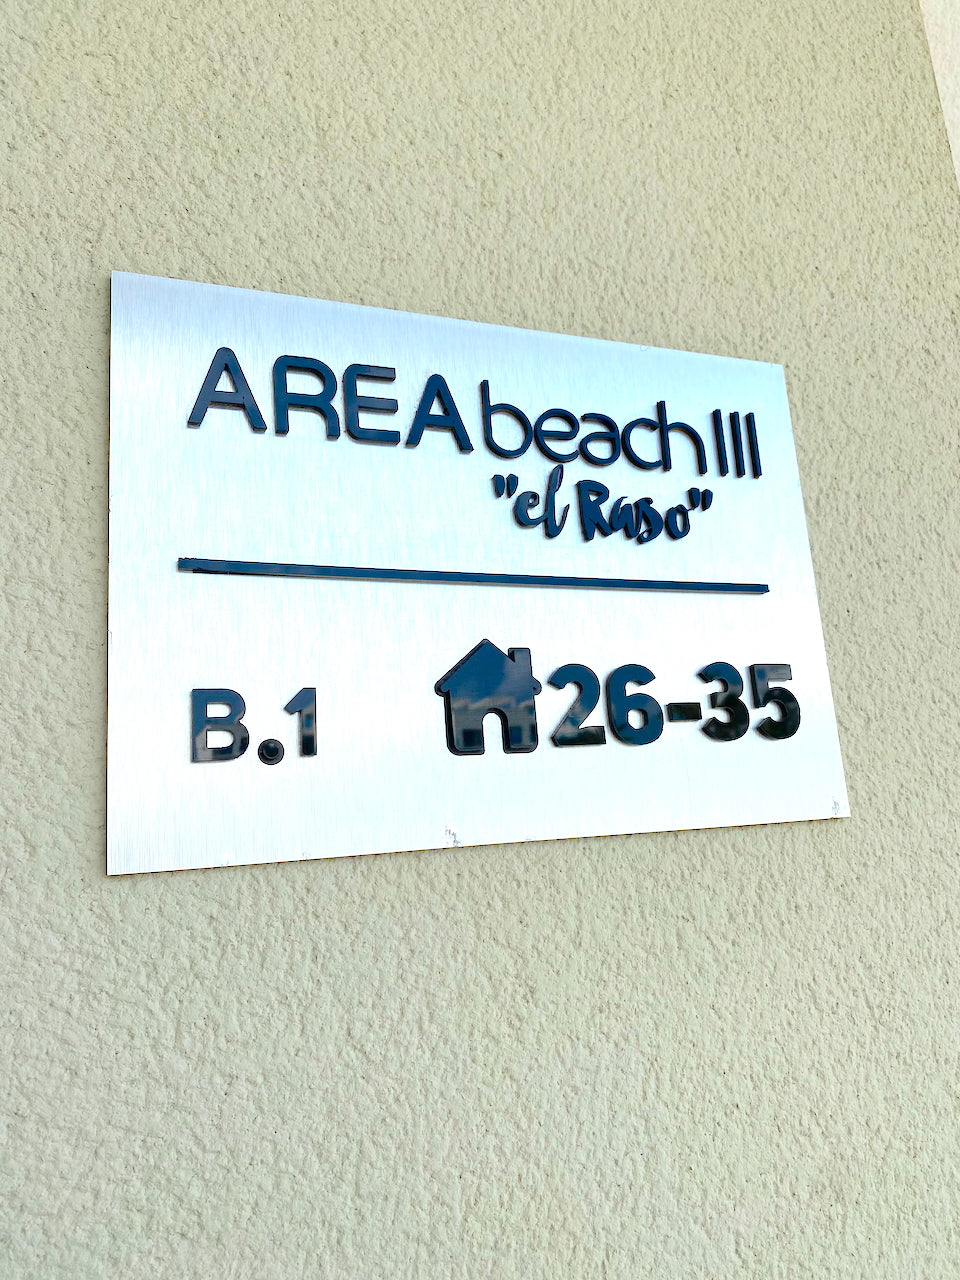 AREA beach III
"el Raso"
B.1 26-35